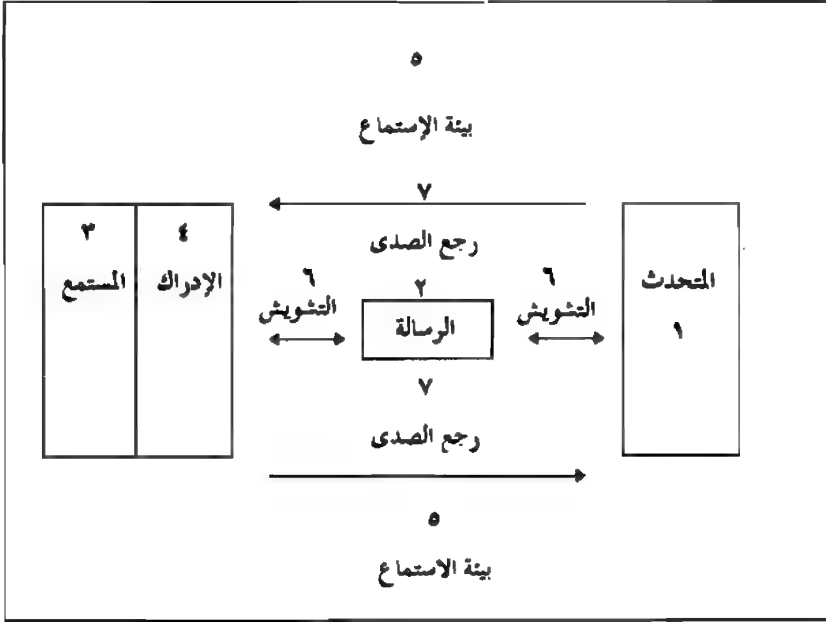 ٥
بيئة الإستماع
٧
رجع الصدى
المتحدث
١
٦
التشويش
٢
الرسالة
٦
التشويش
٤
الإدراك
٣
المستمع
٧
رجع الصدى
٥
بيئة الاستماع